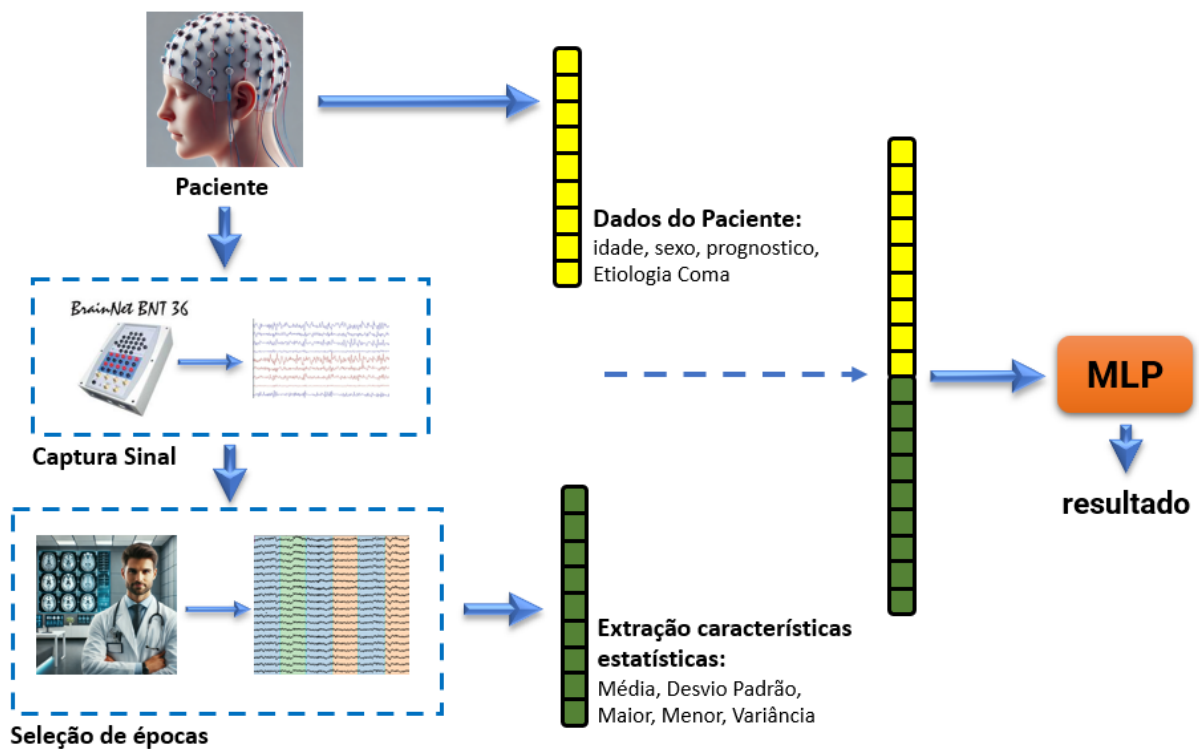 Paciente
Dados do Paciente:
idade, sexo, prognostico,
Etiologia Coma
BrainNet BNT 36
Captura Sinal
MLP
resultado
Extração características
estatísticas:
Média, Desvio Padrão,
Maior, Menor, Variância
Seleção de épocas